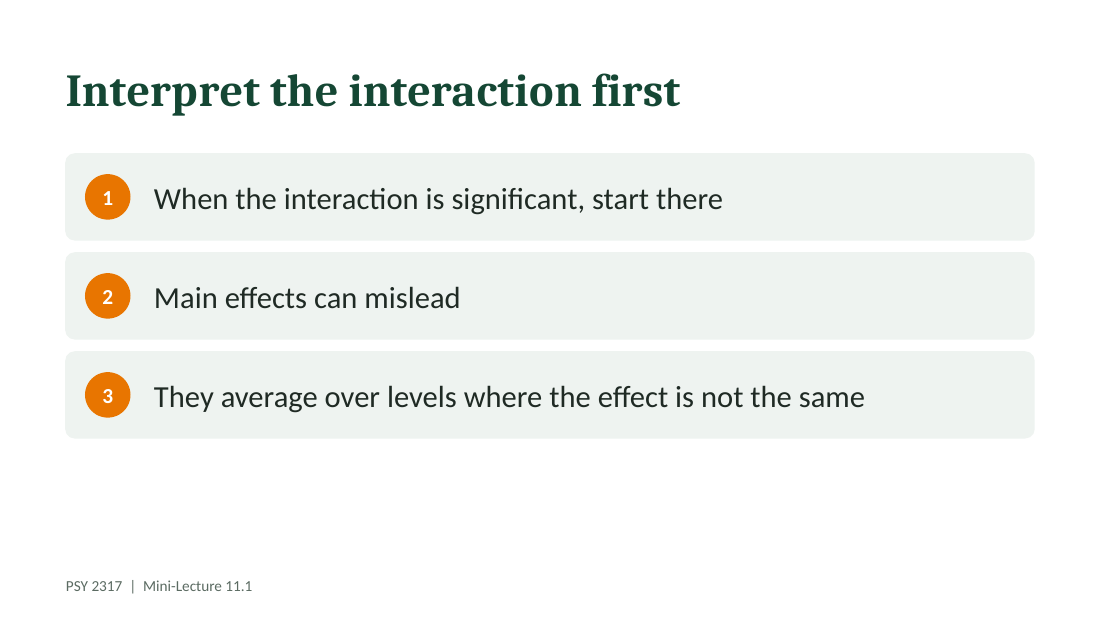 Interpret the interaction first
1 When the interaction is significant, start there
2 Main effects can mislead
3 They average over levels where the effect is not the same
PSY 2317 | Mini-Lecture 11.1